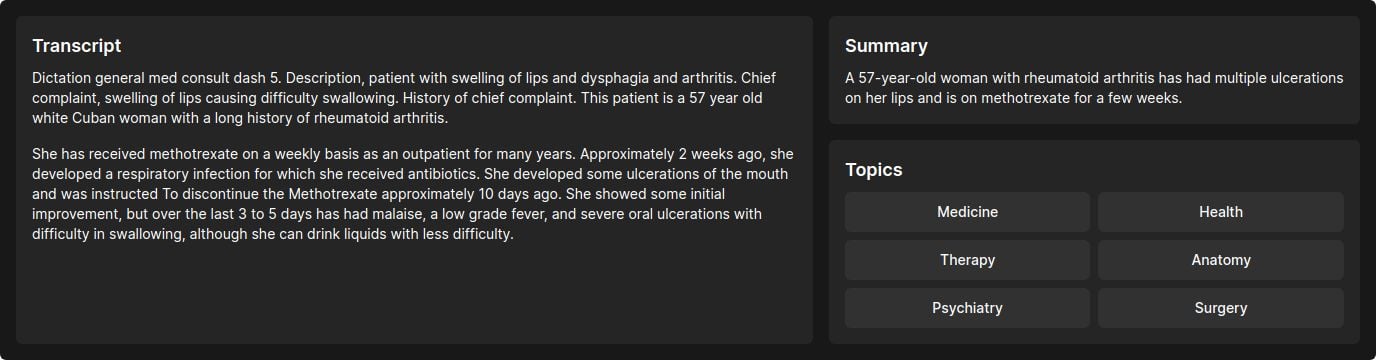 Transcript
Dictation general med consult dash 5. Description, patient with swelling of lips and dysphagia and arthritis. Chief
complaint, swelling of lips causing difficulty swallowing. History of chief complaint. This patient is a 57 year old
white Cuban woman with a long history of rheumatoid arthritis.
She has received methotrexate on a weekly basis as an outpatient for many years. Approximately 2 weeks ago, she
developed a respiratory infection for which she received antibiotics. She developed some ulcerations of the mouth
and was instructed To discontinue the Methotrexate approximately 10 days ago. She showed some initial
improvement, but over the last 3 to 5 days has had malaise, a low grade fever, and severe oral ulcerations with
difficulty in swallowing, although she can drink liquids with less difficulty.
Summary
A 57-year-old woman with rheumatoid arthritis has had multiple ulcerations
on her lips and is on methotrexate for a few weeks.
Topics
Medicine
Health
Therapy
Anatomy
Psychiatry
Surgery